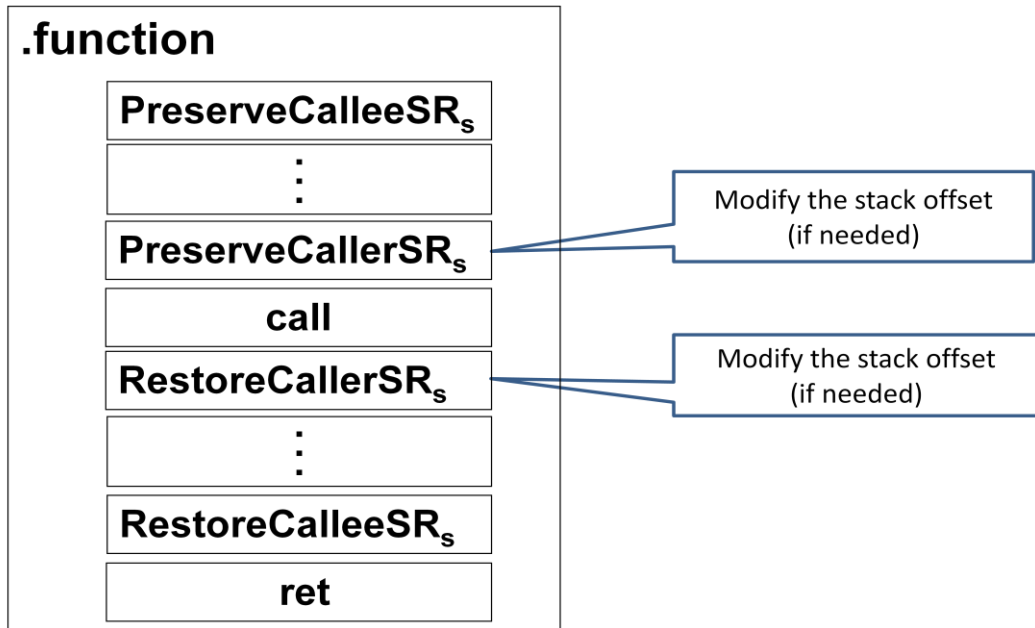 .function
PreserveCalleeSRs
⋮
PreserveCallerSRs
Modify the stack offset
(if needed)
call
RestoreCallerSRs
Modify the stack offset
(if needed)
⋮
RestoreCalleeSRs
ret